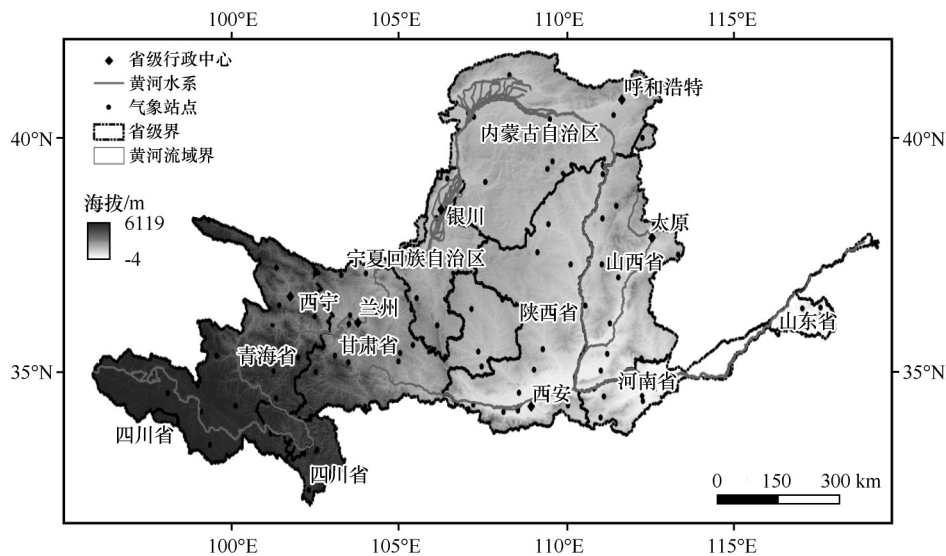 100°E 105°E 110°E 115°E
省级行政中心
黄河水系
气象站点
省级界
黄河流域界
海拔/m
6119
-4
40°N
35°N
40°N
35°N
呼和浩特
内蒙古自治区
银川
太原
宁夏回族自治区
山西省
西宁
兰州
陕西省
山东省
青海省
甘肃省
河南省
西安
四川省
四川省
0 150 300 km
100°E 105°E 110°E 115°E